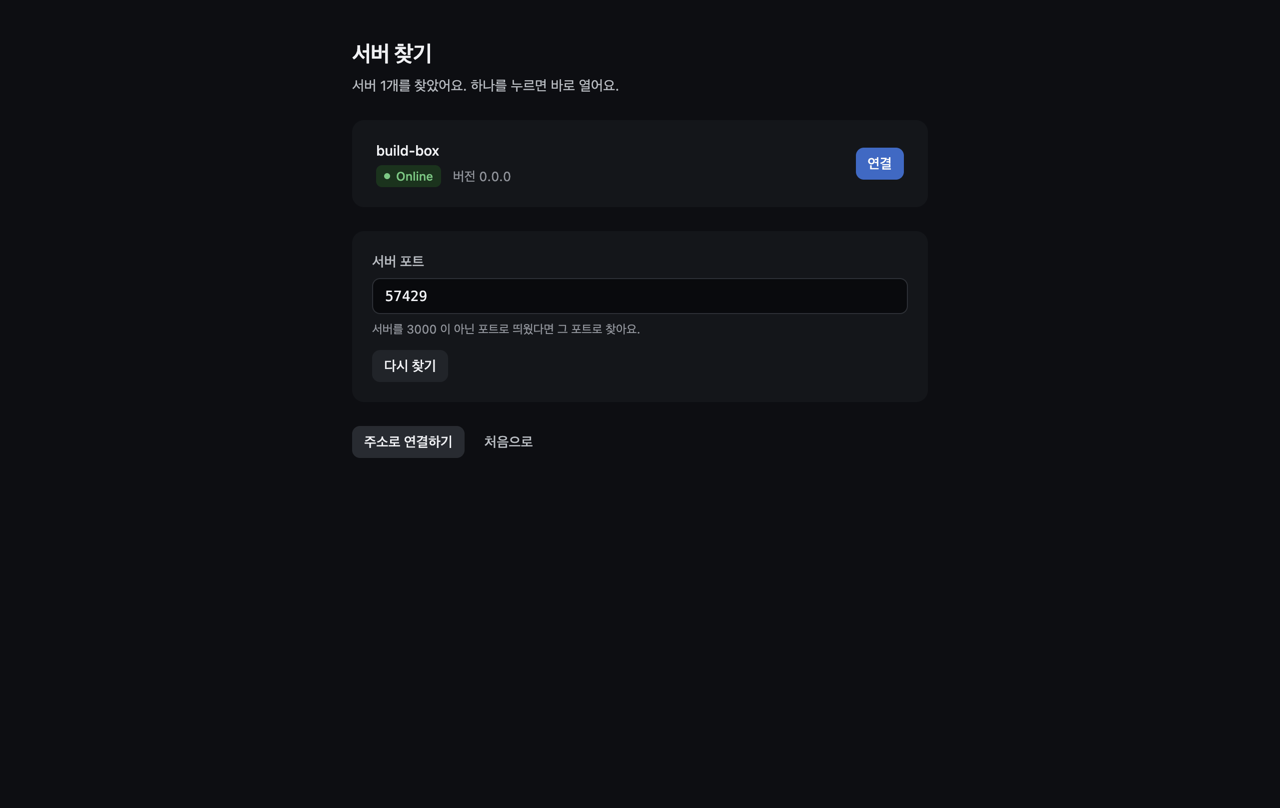 서버 찾기
서버 1개를 찾았어요. 하나를 누르면 바로 열어요.
build-box
Online 버전 0.0.0
연결
서버 포트
57429
서버를 3000 이 아닌 포트로 띄웠다면 그 포트로 찾아요.
다시 찾기
주소로 연결하기 처음으로